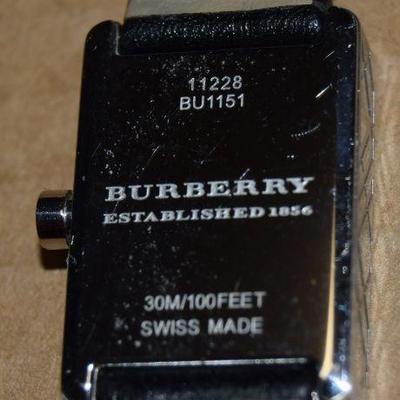 11228
BU1151
BURBERRY
ESTABLISHED 1856
30M/100FEET
SWISS MADE